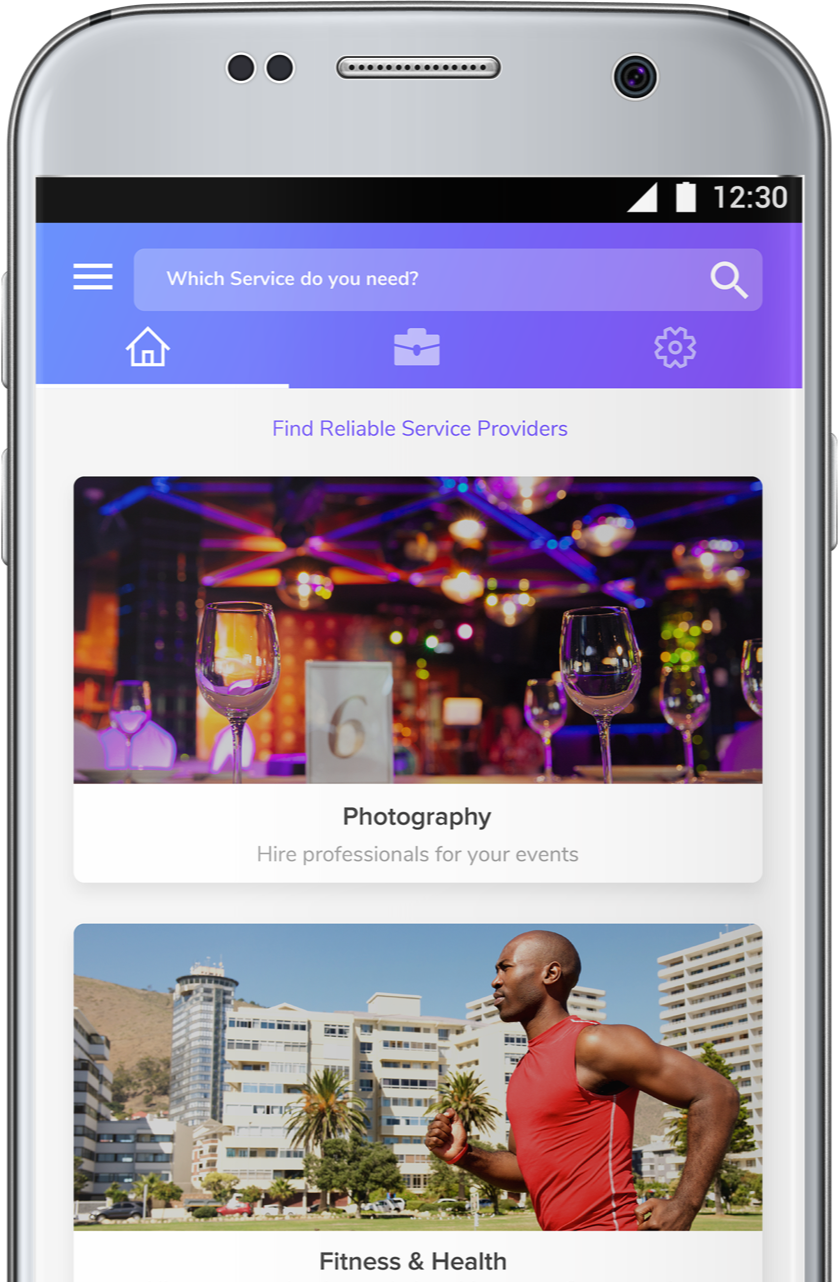 12:30
Which Service do you need?
Find Reliable Service Providers
6
Photography
Hire professionals for your events
Fitness & Health